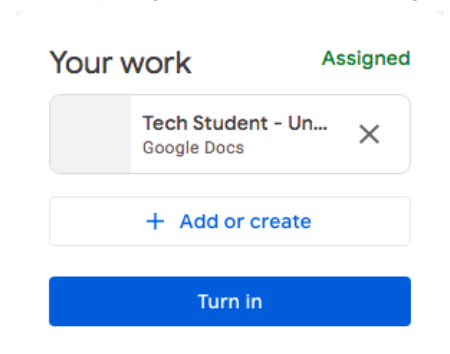 Your work
Assigned
Tech Student - Un...
Google Docs
+ Add or create
Turn in